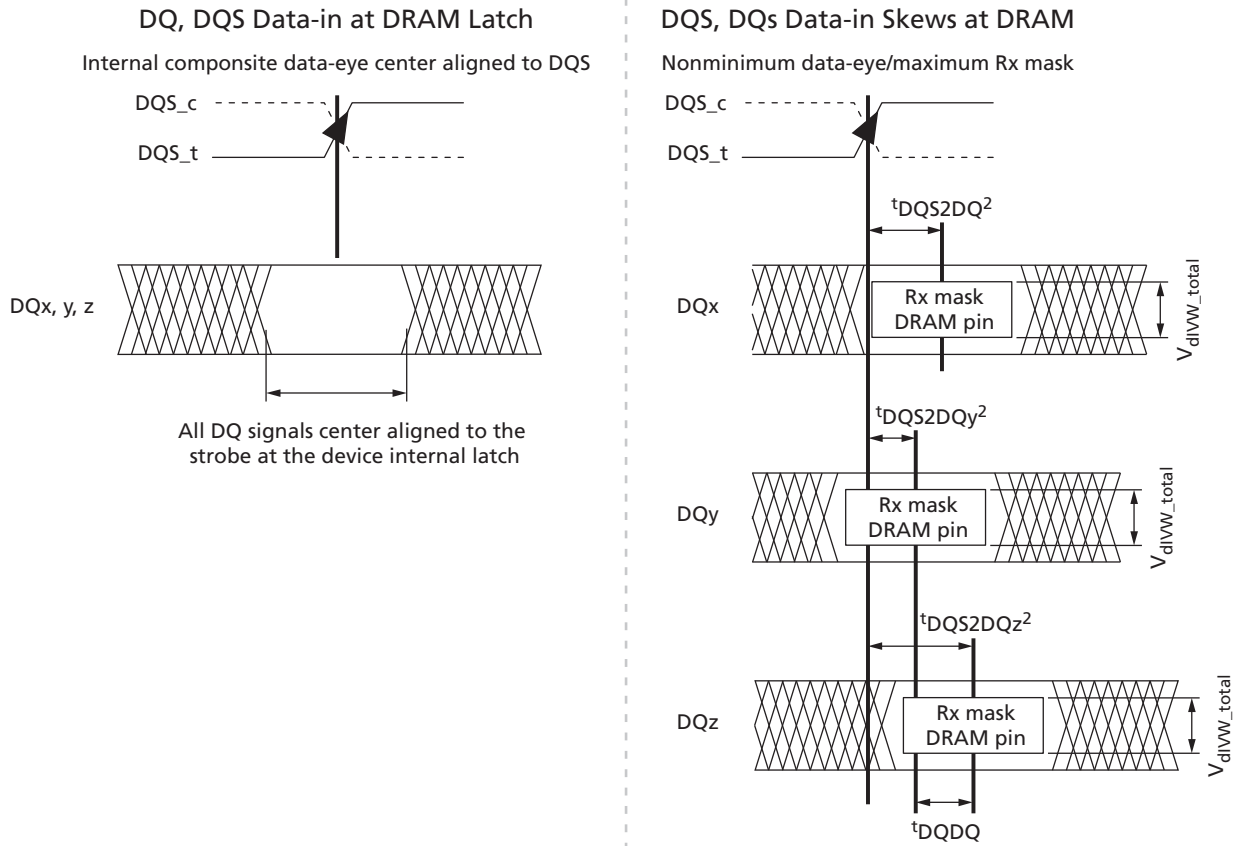 DQ, DQS Data-in at DRAM Latch
Internal componsite data-eye center aligned to DQS
DQS_c
DQS_t
DQx, y, z
All DQ signals center aligned to the
strobe at the device internal latch
DQS, DQs Data-in Skews at DRAM
Nonminimum data-eye/maximum Rx mask
DQS_c
DQS_t
tDQS2DQ2
DQx
Rx mask
DRAM pin
VdIVW_total
tDQS2DQy2
DQy
Rx mask
DRAM pin
VdIVW_total
tDQS2DQz2
DQz
Rx mask
DRAM pin
VdIVW_total
tDQDQ